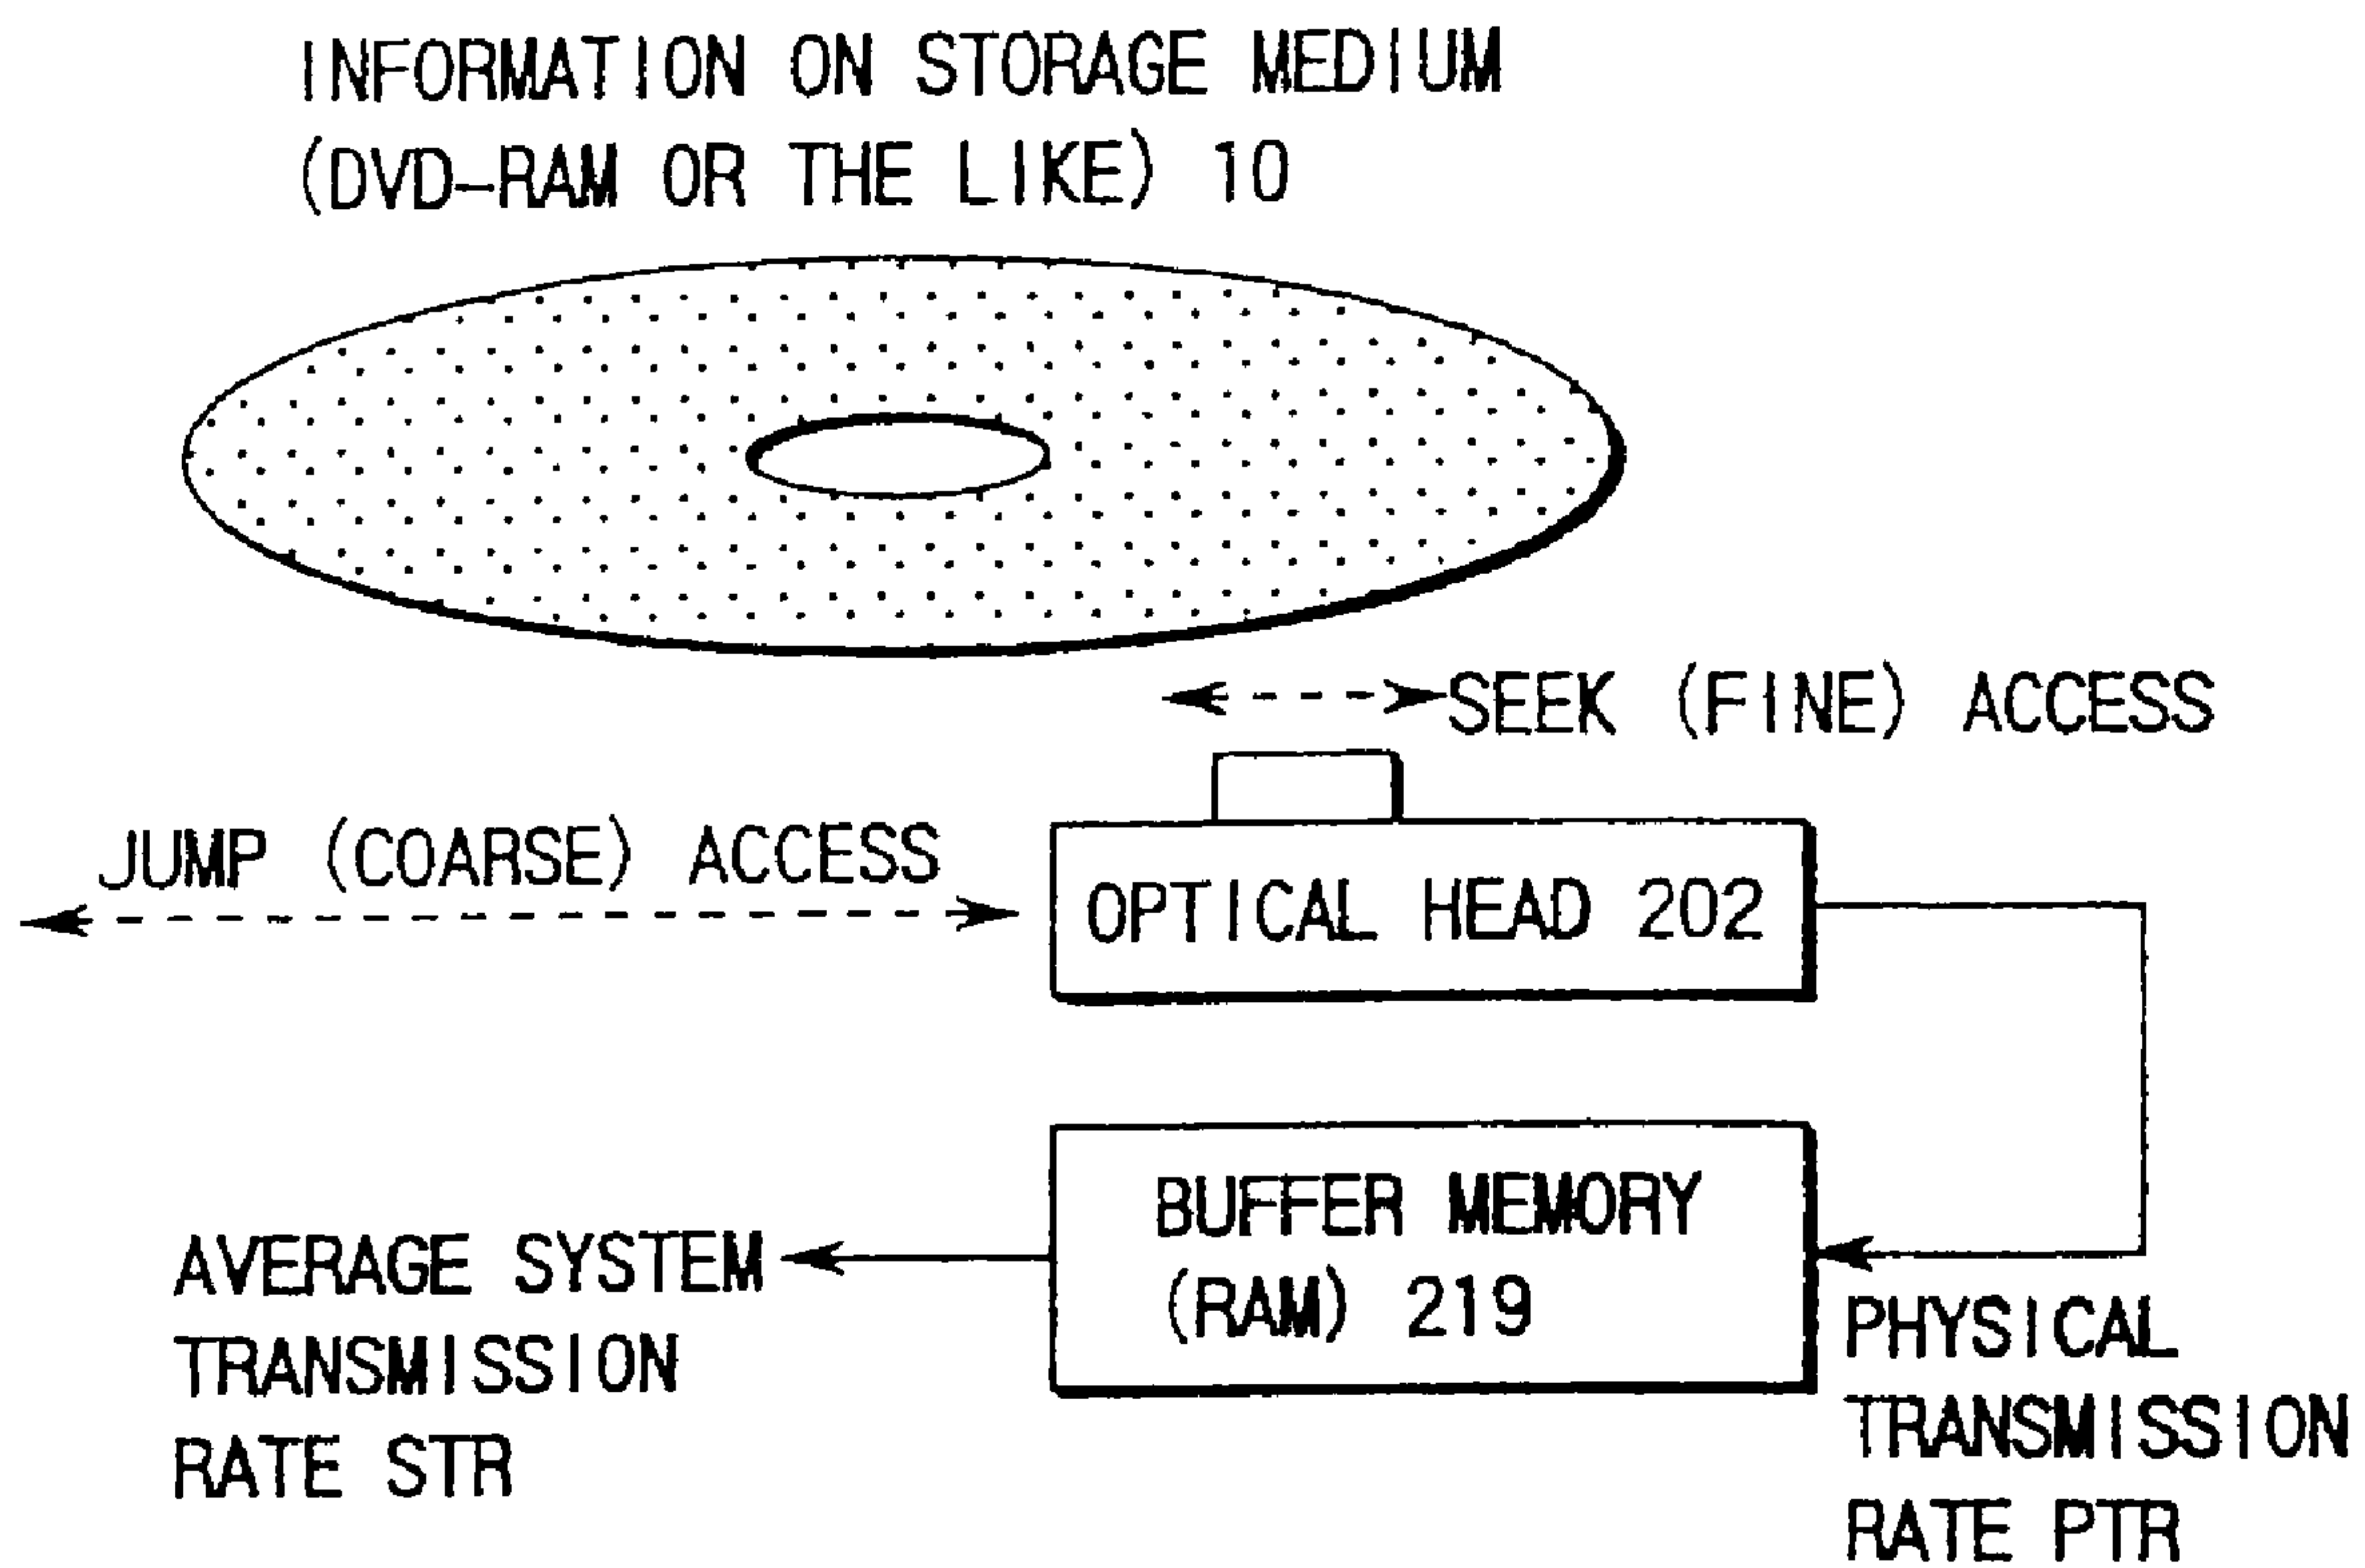 INFORMATION ON STORAGE MEDIUM
(DVD-RAM OR THE LIKE) 10
SEEK (FINE) ACCESS
JUMP (COARSE) ACCESS
OPTICAL HEAD 202
BUFFER MEMORY
(RAM) 219
AVERAGE SYSTEM
TRANSMISSION
RATE STR
PHYSICAL
TRANSMISSION
RATE PTR